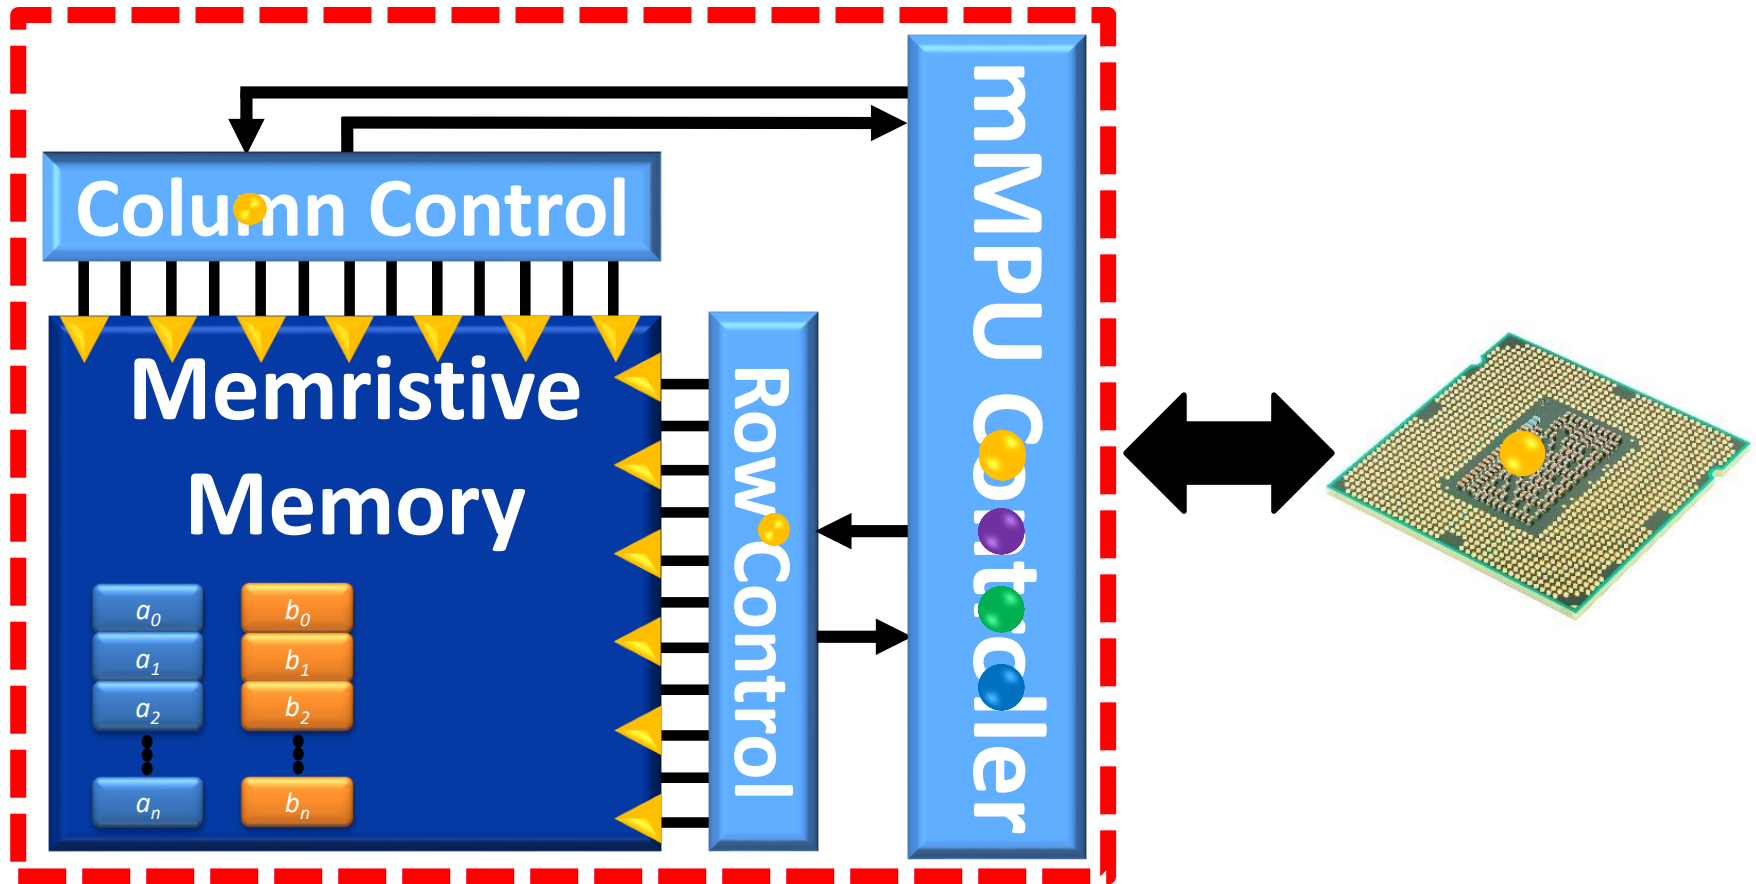 Column Control
mMPU Controller
Memristive
Memory
Row Control
a0
b0
a1
b1
a2
b2
an
bn